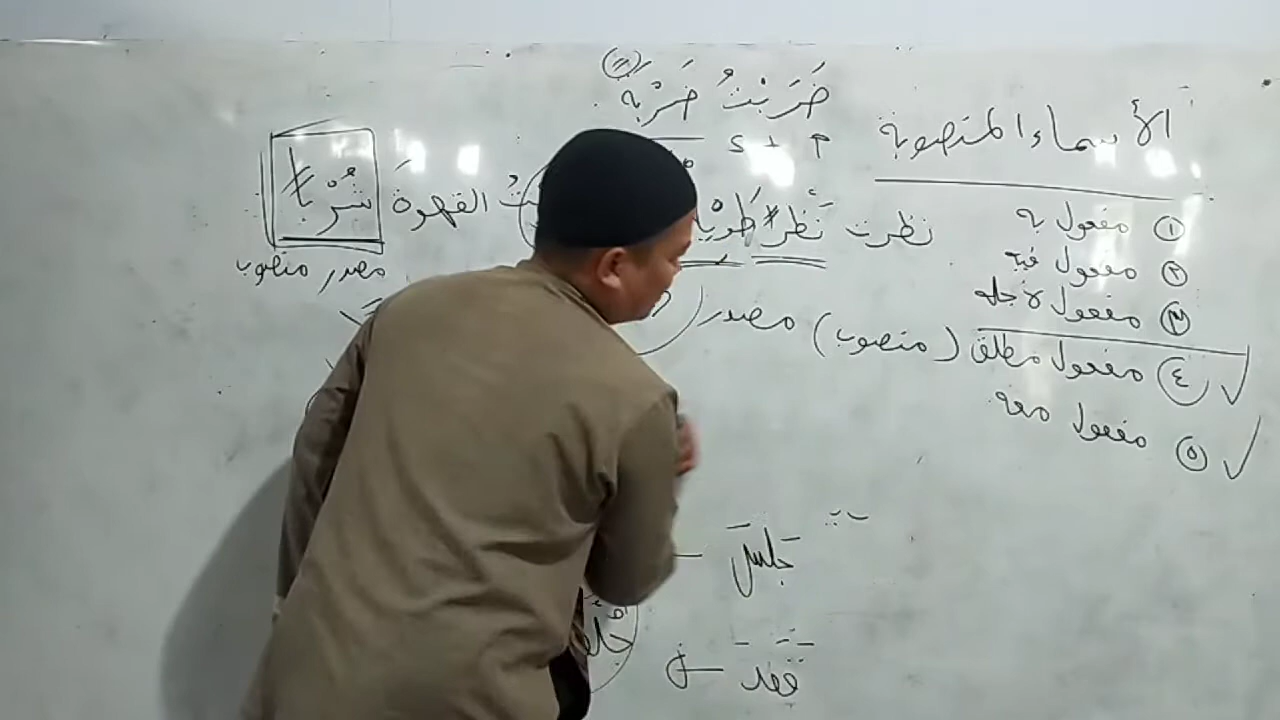 ضَرَبْتُ ضَرْبَة
الأسماء المنصوبة
١ مفعول به
٢ مفعول فيه
٣ مفعول لأجله
٤ مفعول مطلق (منصوب) مصدر
٥ مفعول معه
نظرت نَظْر طَوِيْ
تُ القهوةَ شُرْبًا
مصدر منصوب
جلسَ
قعدَ - ف